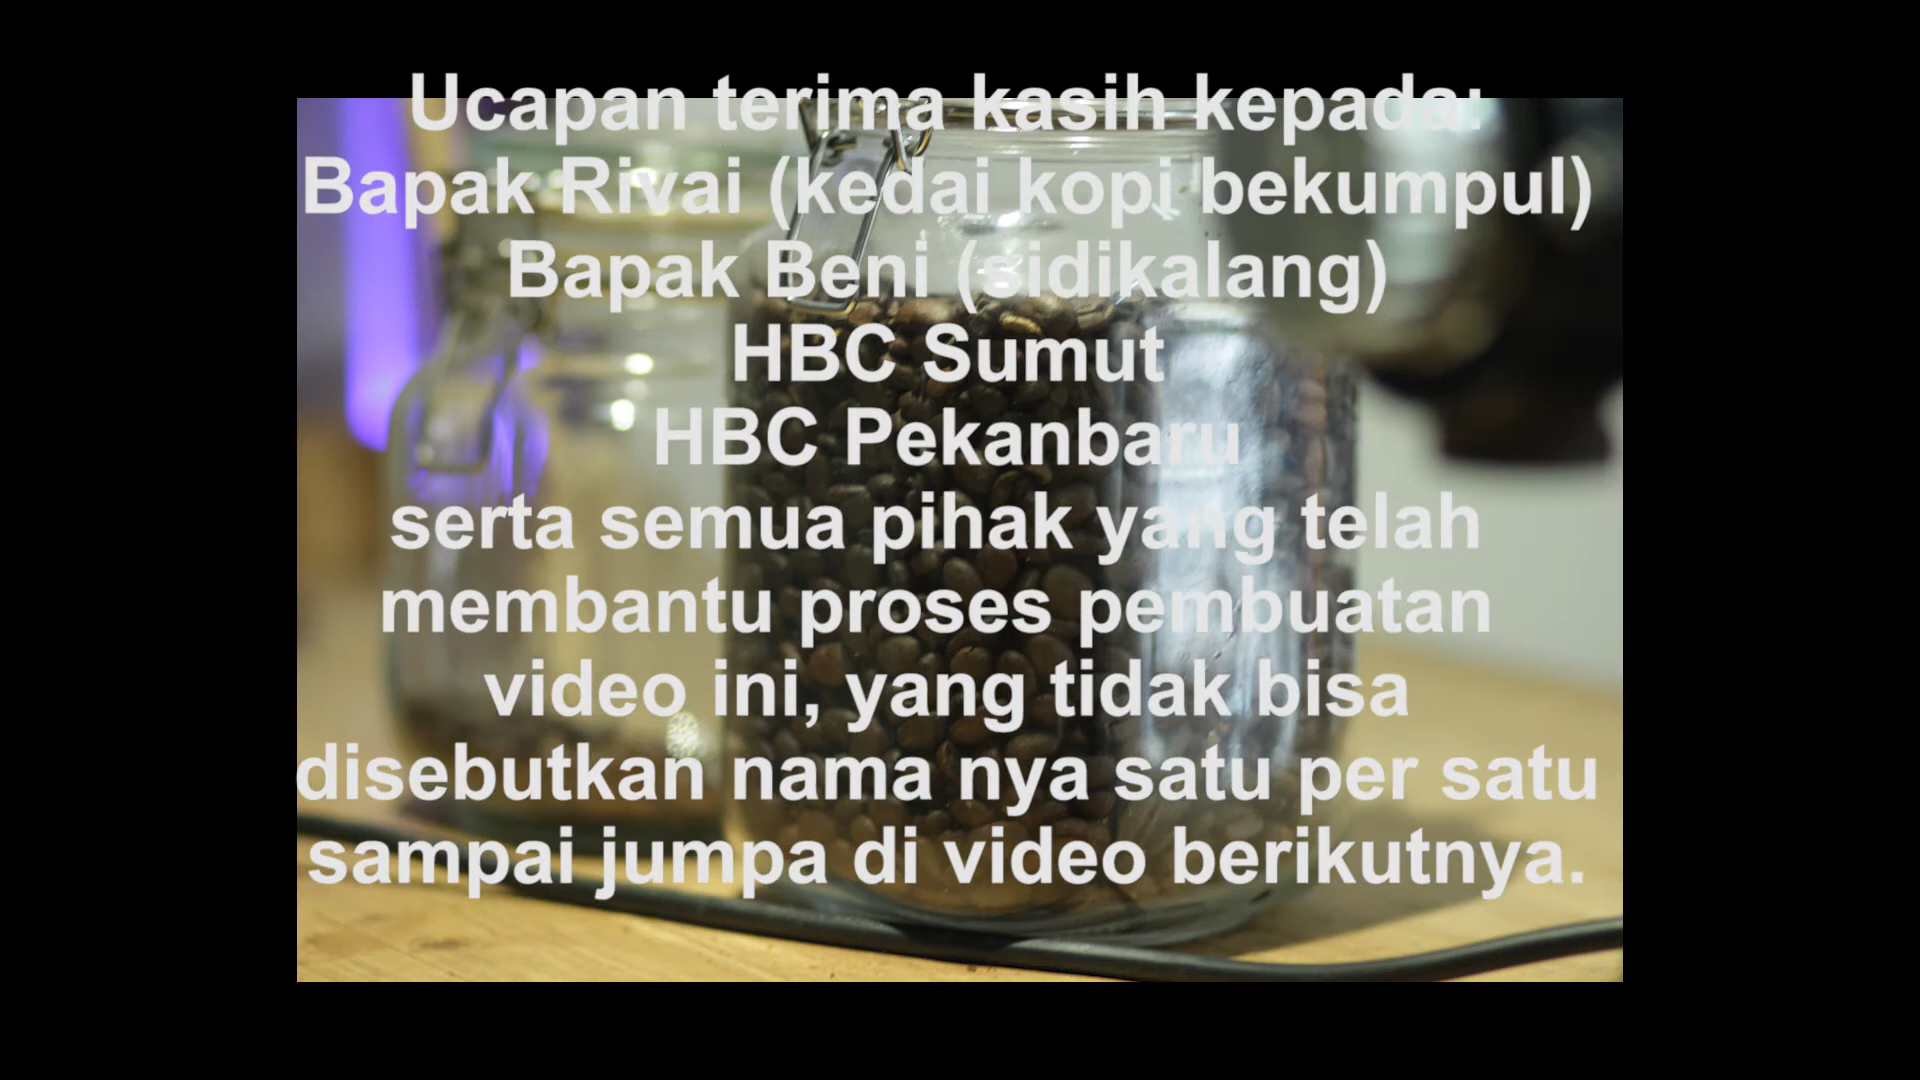 Ucapan terima kasih kepada:
Bapak Rivai (kedai kopi bekumpul)
Bapak Beni (sidikalang)
HBC Sumut
HBC Pekanbaru
serta semua pihak yang telah
membantu proses pembuatan
video ini, yang tidak bisa
disebutkan nama nya satu per satu
sampai jumpa di video berikutnya.